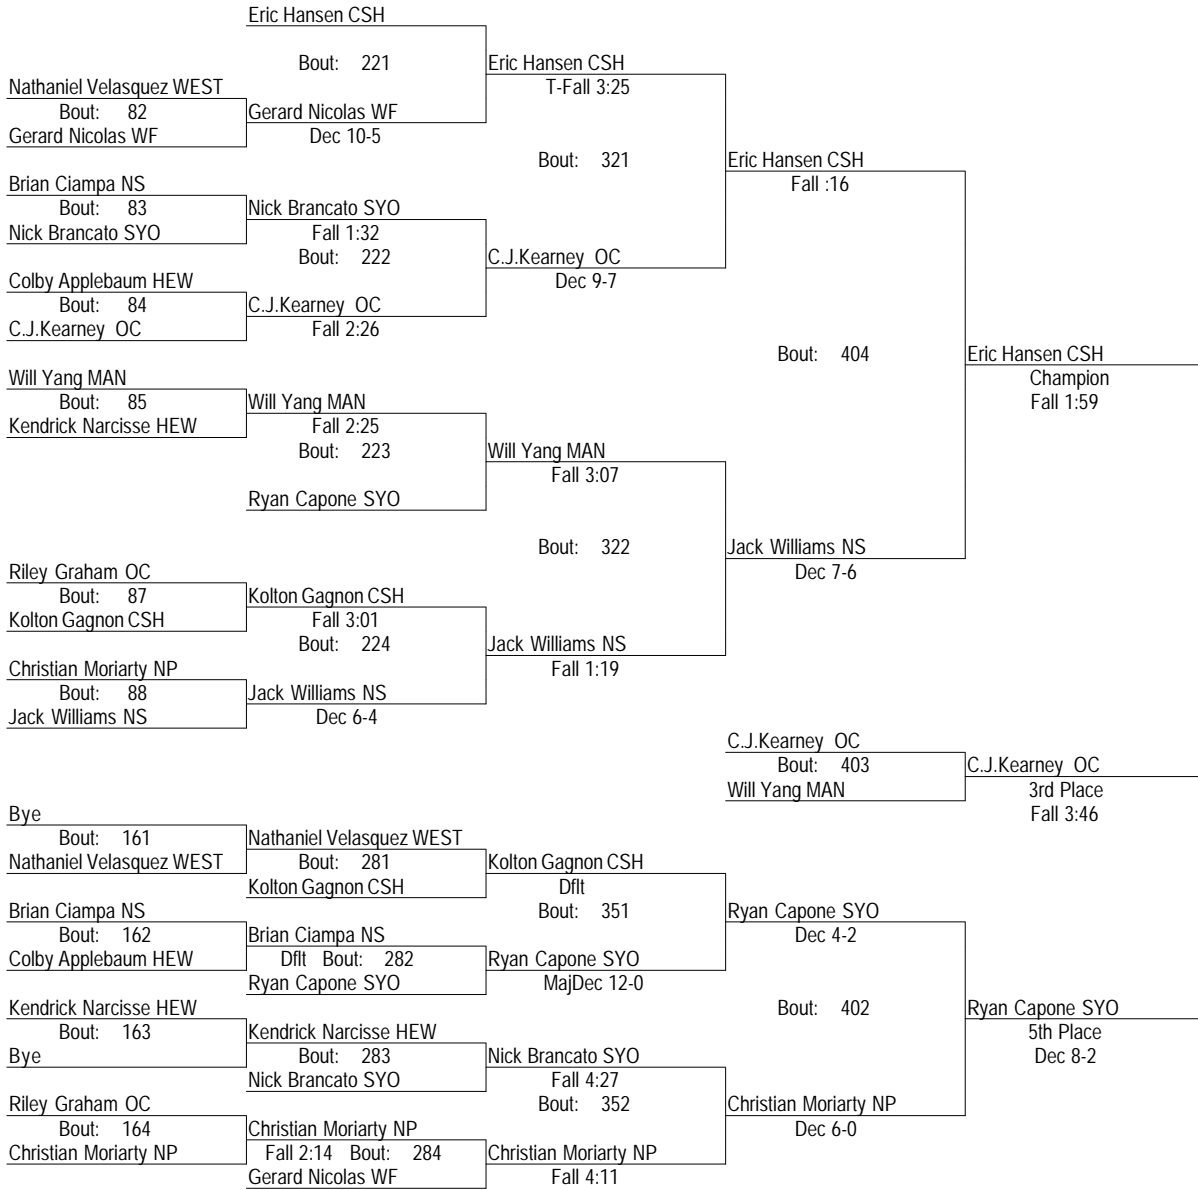 Eric Hansen CSH
Bout: 221 Eric Hansen CSH
Nathaniel Velasquez WEST T-Fall 3:25
Bout: 82 Gerard Nicolas WF
Gerard Nicolas WF Dec 10-5
Bout: 321 Eric Hansen CSH
Brian Ciampa NS Fall :16
Bout: 83 Nick Brancato SYO
Nick Brancato SYO Fall 1:32
Bout: 222 C.J.Kearney OC
Colby Applebaum HEW Dec 9-7
Bout: 84 C.J.Kearney OC
C.J.Kearney OC Fall 2:26
Bout: 404 Eric Hansen CSH
Will Yang MAN Champion
Bout: 85 Will Yang MAN Fall 1:59
Kendrick Narcisse HEW Fall 2:25
Bout: 223 Will Yang MAN
Fall 3:07
Ryan Capone SYO
Bout: 322 Jack Williams NS
Riley Graham OC Dec 7-6
Bout: 87 Kolton Gagnon CSH
Kolton Gagnon CSH Fall 3:01
Bout: 224 Jack Williams NS
Christian Moriarty NP Fall 1:19
Bout: 88 Jack Williams NS
Jack Williams NS Dec 6-4
C.J.Kearney OC
Bout: 403 C.J.Kearney OC
Will Yang MAN 3rd Place
Bye Fall 3:46
Bout: 161 Nathaniel Velasquez WEST
Nathaniel Velasquez WEST Bout: 281 Kolton Gagnon CSH
Kolton Gagnon CSH Dflt
Brian Ciampa NS Bout: 351 Ryan Capone SYO
Bout: 162 Brian Ciampa NS Dec 4-2
Colby Applebaum HEW Dflt Bout: 282 Ryan Capone SYO
Ryan Capone SYO MajDec 12-0
Kendrick Narcisse HEW Bout: 402 Ryan Capone SYO
Bout: 163 Kendrick Narcisse HEW 5th Place
Bye Bout: 283 Nick Brancato SYO Dec 8-2
Nick Brancato SYO Fall 4:27
Riley Graham OC Bout: 352 Christian Moriarty NP
Bout: 164 Christian Moriarty NP Dec 6-0
Christian Moriarty NP Fall 2:14 Bout: 284 Christian Moriarty NP
Gerard Nicolas WF Fall 4:11